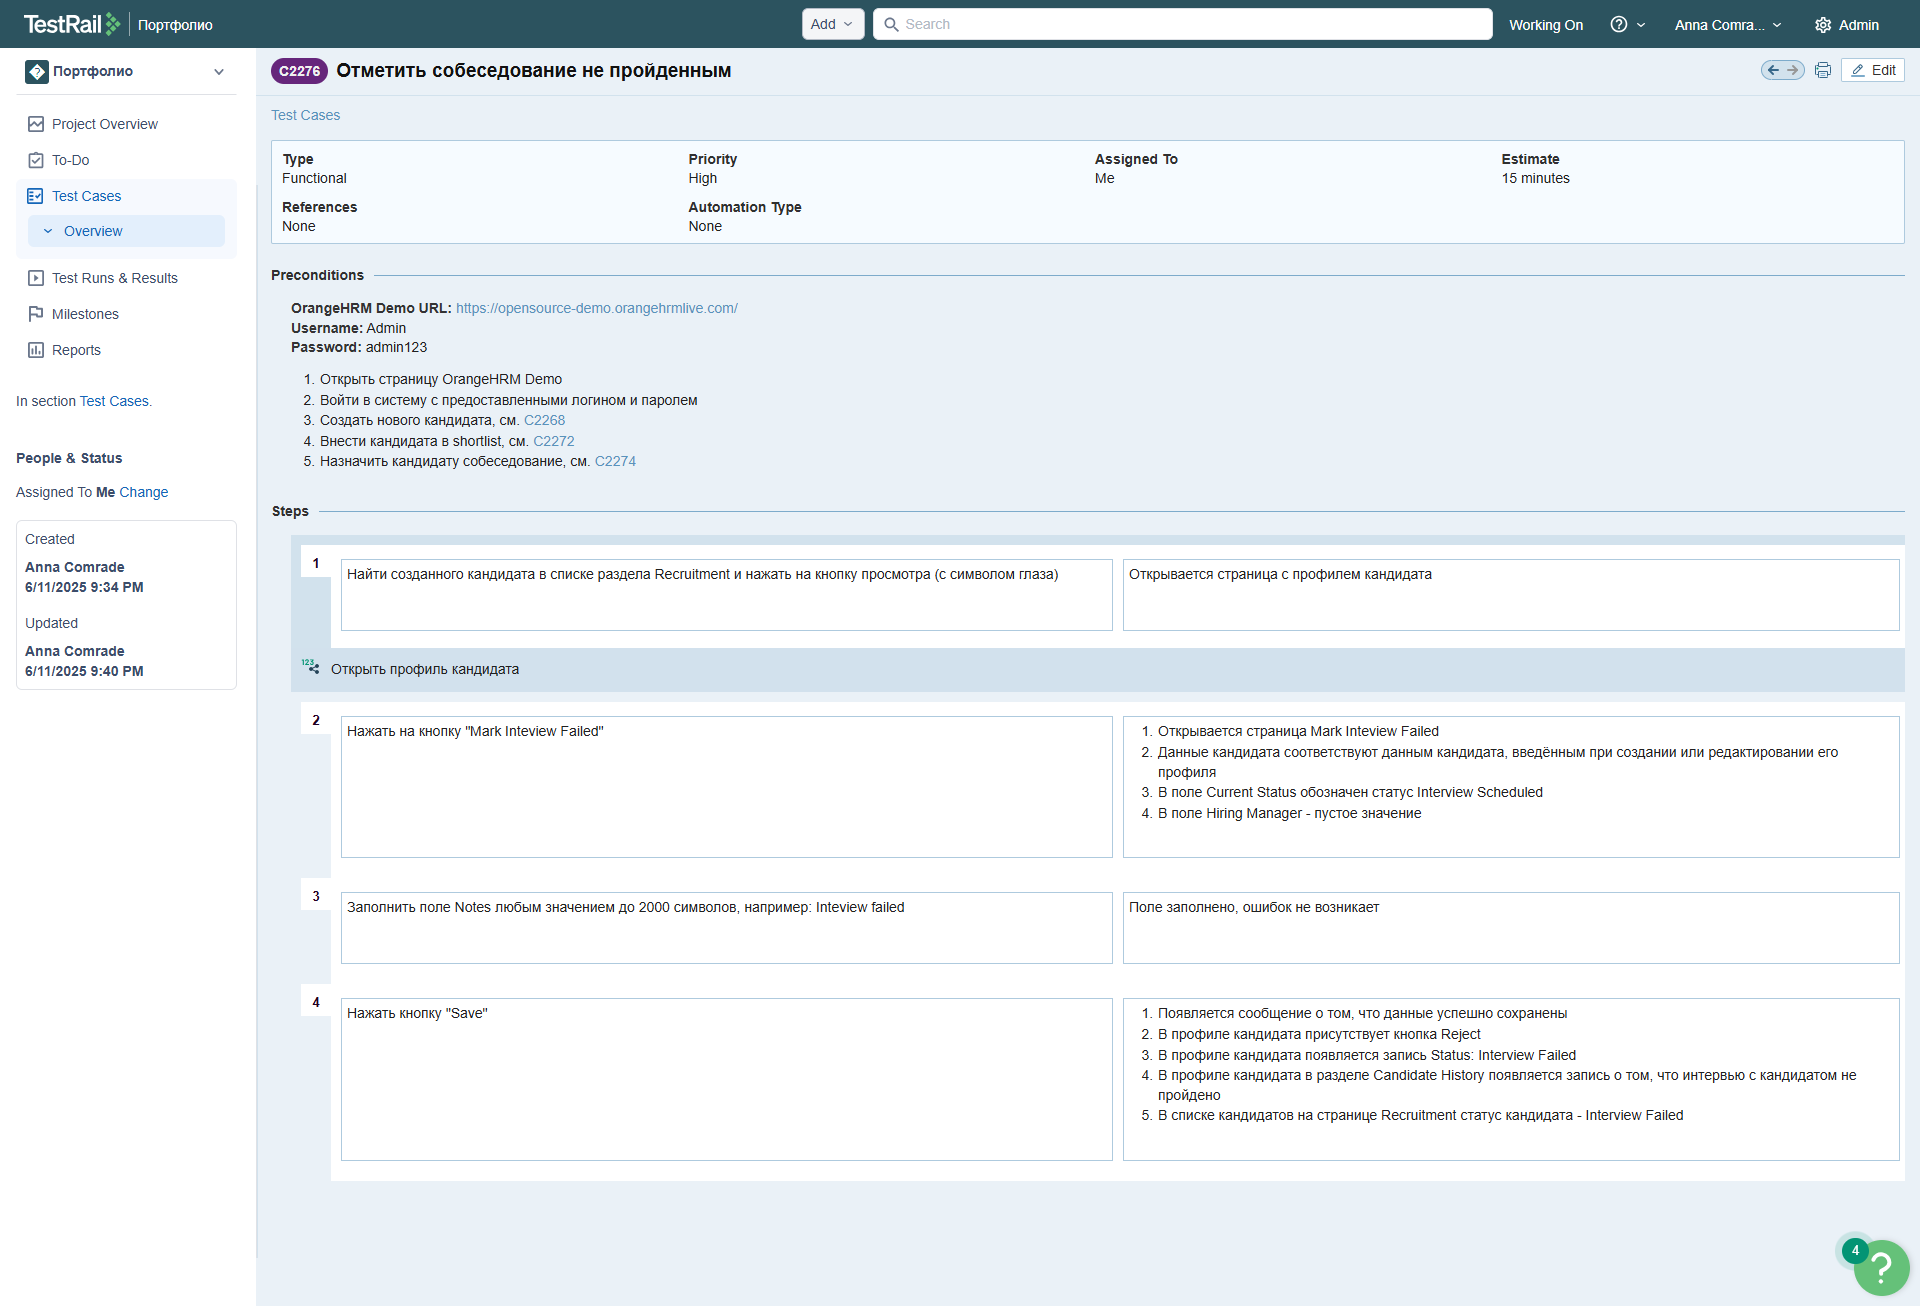 TestRail
Портфолио
Add
Search
Working On
Anna Comra...
Admin
Портфолио
Project Overview
To-Do
Test Cases
Overview
Test Runs & Results
Milestones
Reports
In section Test Cases.
People & Status
Assigned To Me Change
Created
Anna Comrade
6/11/2025 9:34 PM
Updated
Anna Comrade
6/11/2025 9:40 PM
C2276 Отметить собеседование не пройденным
Edit
Test Cases
Type
Functional
Priority
High
Assigned To
Me
Estimate
15 minutes
References
None
Automation Type
None
Preconditions
OrangeHRM Demo URL: https://opensource-demo.orangehrmlive.com/
Username: Admin
Password: admin123
1. Открыть страницу OrangeHRM Demo
2. Войти в систему с предоставленными логином и паролем
3. Создать нового кандидата, см. C2268
4. Внести кандидата в shortlist, см. C2272
5. Назначить кандидату собеседование, см. C2274
Steps
1
Найти созданного кандидата в списке раздела Recruitment и нажать на кнопку просмотра (с символом глаза)
Открывается страница с профилем кандидата
123
Открыть профиль кандидата
2
Нажать на кнопку "Mark Inteview Failed"
1. Открывается страница Mark Inteview Failed
2. Данные кандидата соответствуют данным кандидата, введённым при создании или редактировании его
профиля
3. В поле Current Status обозначен статус Interview Scheduled
4. В поле Hiring Manager - пустое значение
3
Заполнить поле Notes любым значением до 2000 символов, например: Inteview failed
Поле заполнено, ошибок не возникает
4
Нажать кнопку "Save"
1. Появляется сообщение о том, что данные успешно сохранены
2. В профиле кандидата присутствует кнопка Reject
3. В профиле кандидата появляется запись Status: Interview Failed
4. В профиле кандидата в разделе Candidate History появляется запись о том, что интервью с кандидатом не
пройдено
5. В списке кандидатов на странице Recruitment статус кандидата - Interview Failed
4
?